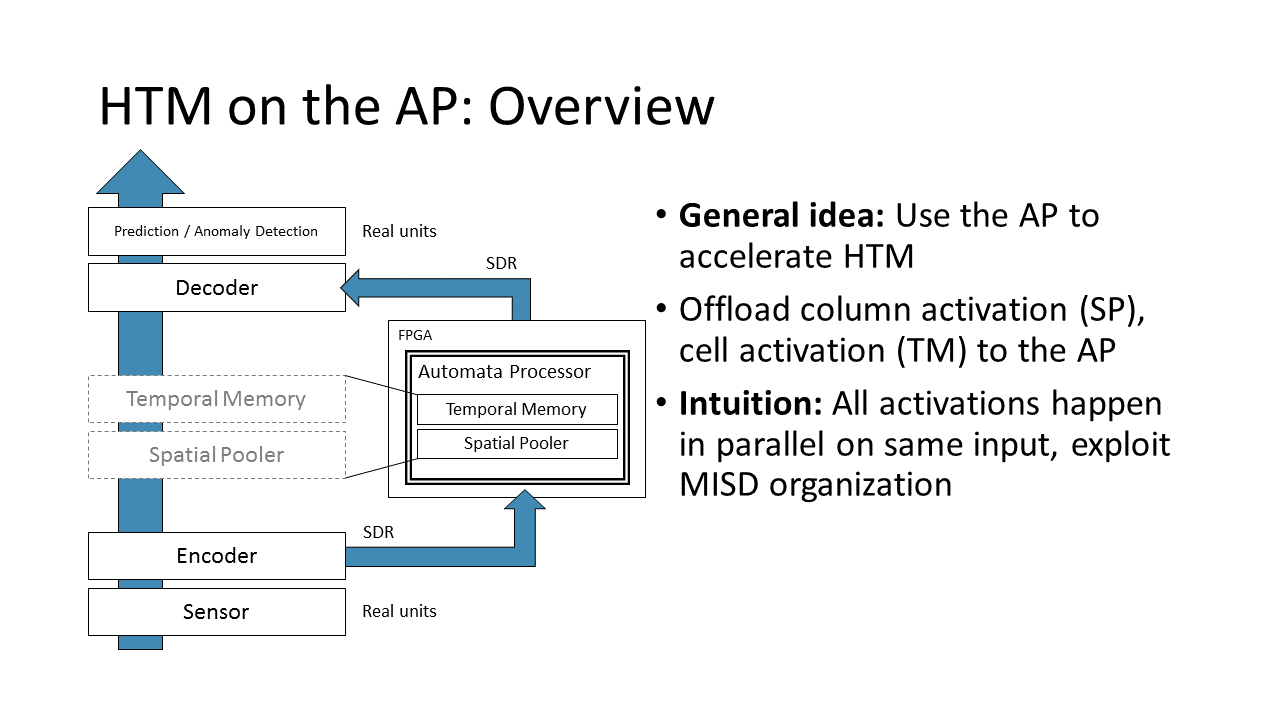 HTM on the AP: Overview
Prediction / Anomaly Detection
Real units
Decoder
SDR
FPGA
Automata Processor
Temporal Memory
Spatial Pooler
Temporal Memory
Spatial Pooler
SDR
Encoder
Sensor
Real units
• General idea: Use the AP to
accelerate HTM
• Offload column activation (SP),
cell activation (TM) to the AP
• Intuition: All activations happen
in parallel on same input, exploit
MISD organization